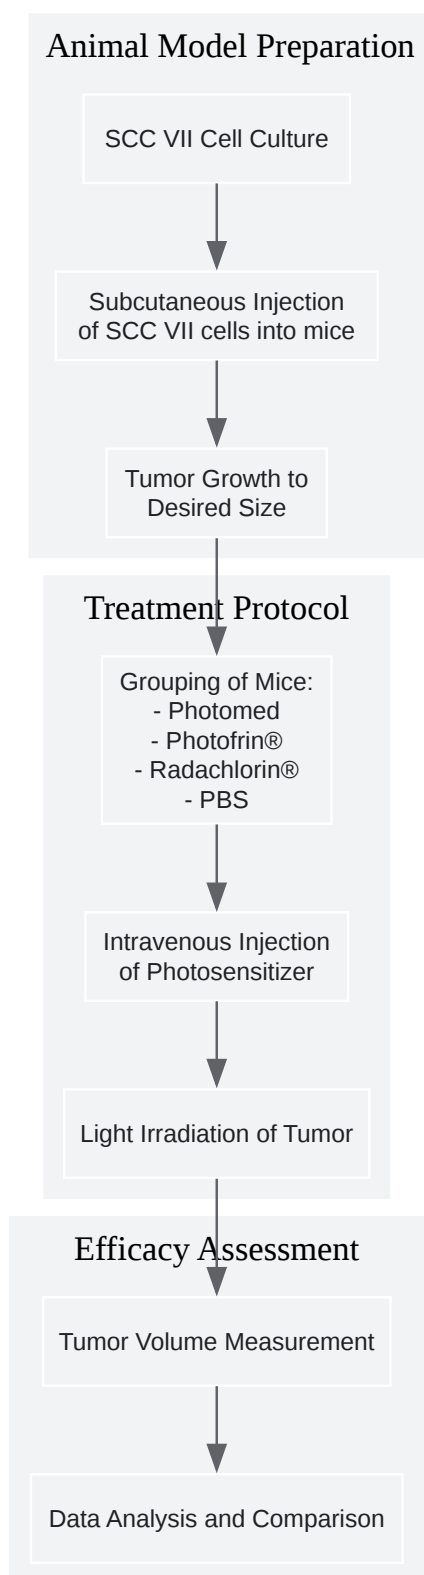 Animal Model Preparation
SCC VII Cell Culture
Subcutaneous Injection
of SCC VII cells into mice
Tumor Growth to
Desired Size
Treatment Protocol
Grouping of Mice:
- Photomed
- Photofrin®
- Radachlorin®
- PBS
Intravenous Injection
of Photosensitizer
Light Irradiation of Tumor
Efficacy Assessment
Tumor Volume Measurement
Data Analysis and Comparison